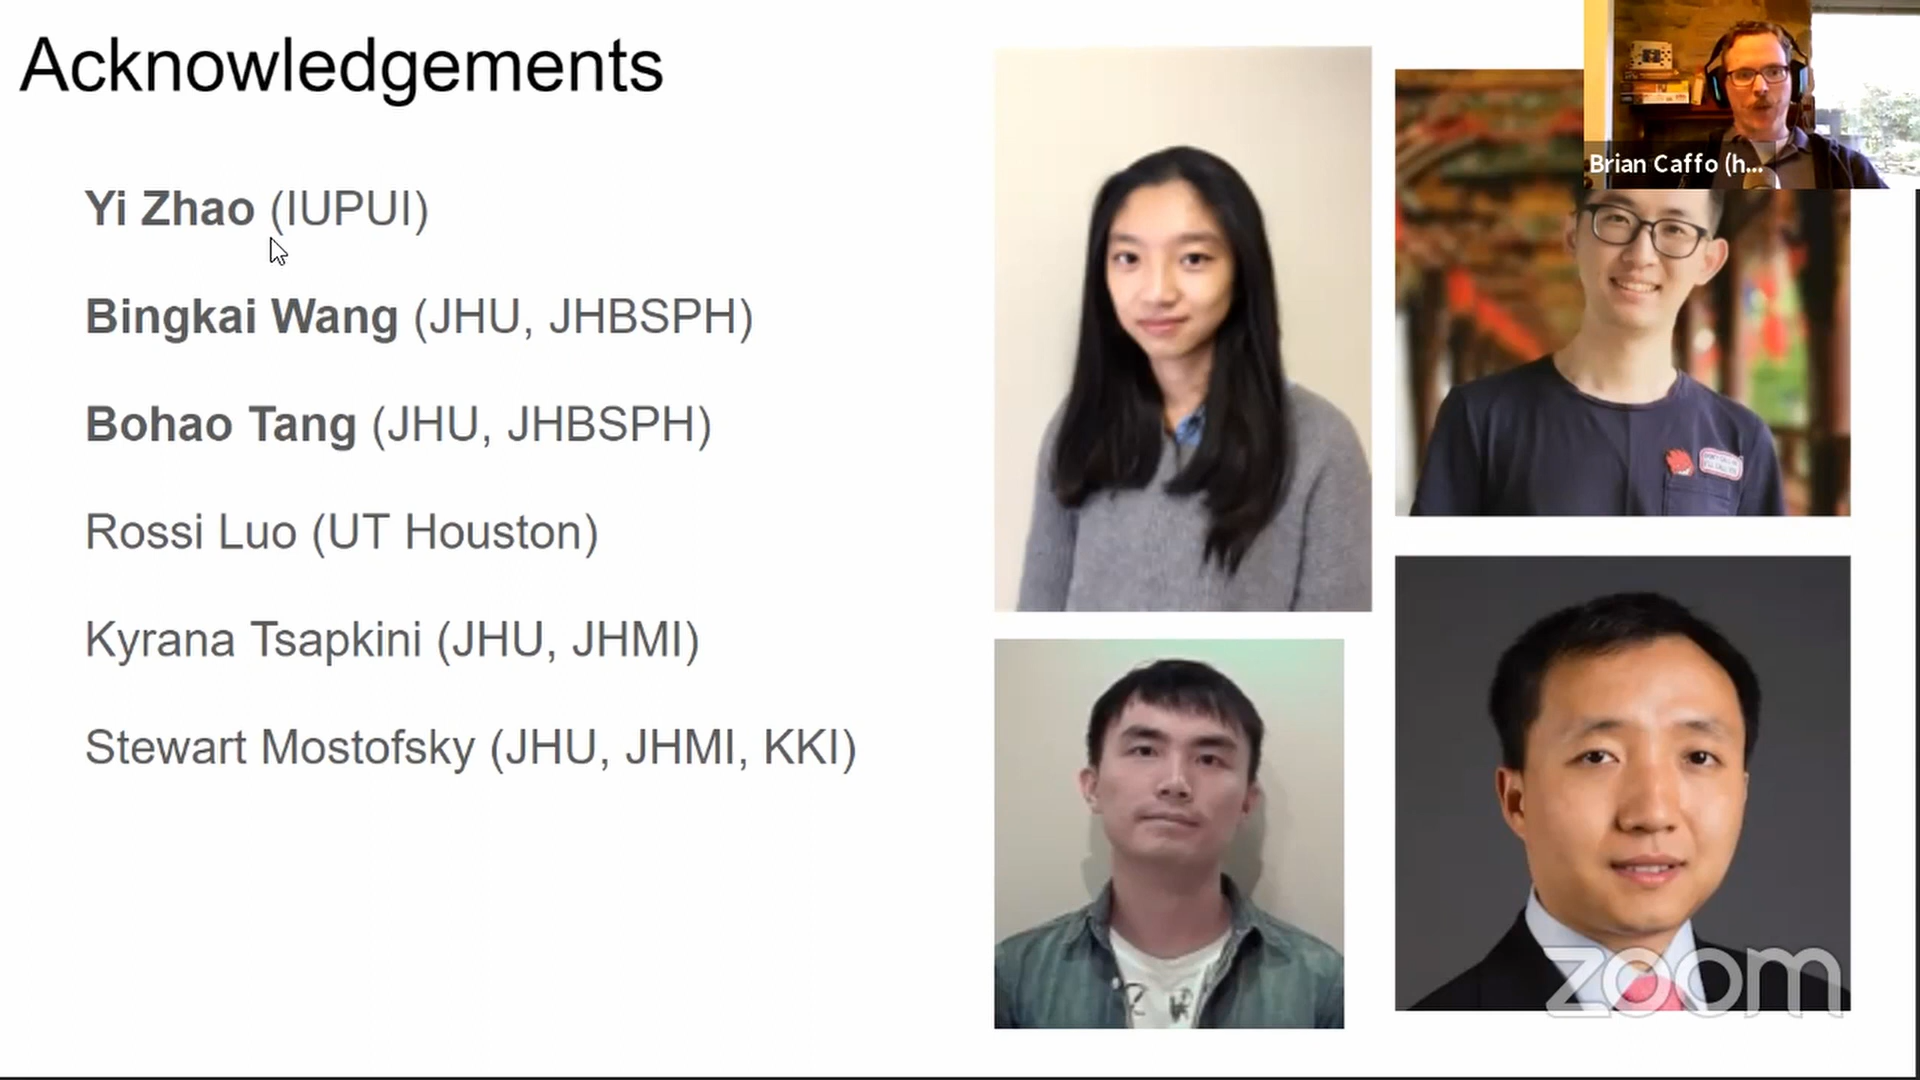 Acknowledgements
Brian Caffo (h...
Yi Zhao (IUPUI)
Bingkai Wang (JHU, JHBSPH)
Bohao Tang (JHU, JHBSPH)
Rossi Luo (UT Houston)
Kyrana Tsapkini (JHU, JHMI)
Stewart Mostofsky (JHU, JHMI, KKI)
zoom